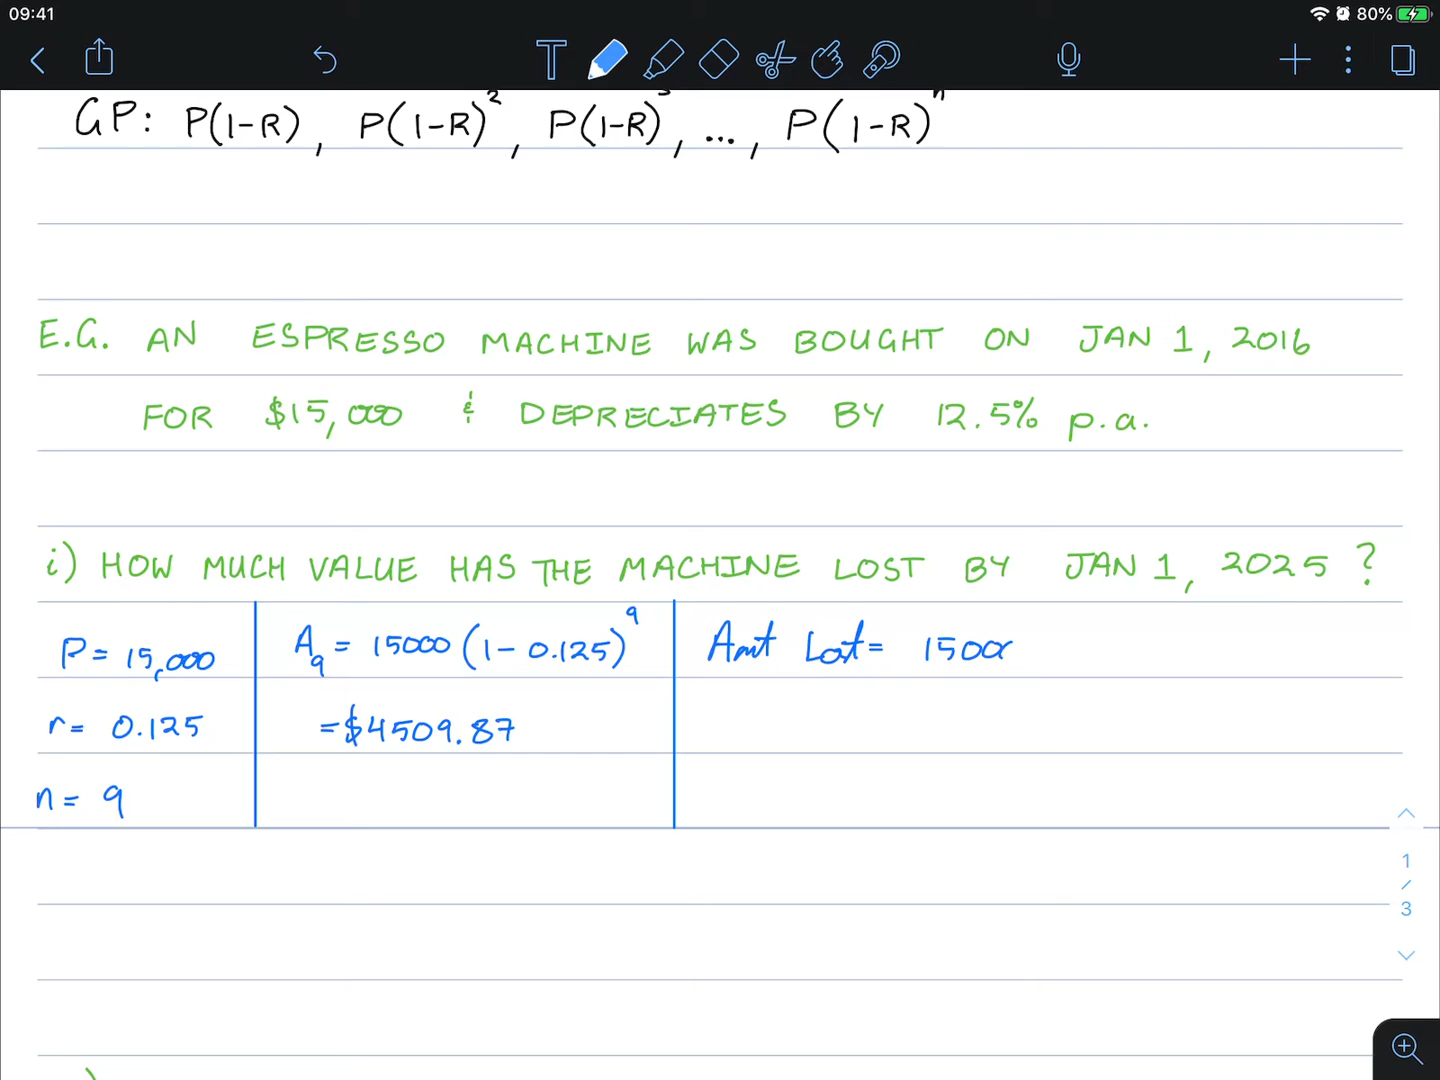 09:41
80%
GP: P(1-R), P(1-R)², P(1-R)³, ..., P(1-R)ⁿ
E.G. AN ESPRESSO MACHINE WAS BOUGHT ON JAN 1, 2016
FOR $15,000 & DEPRECIATES BY 12.5% p.a.
i) HOW MUCH VALUE HAS THE MACHINE LOST BY JAN 1, 2025 ?
P = 15,000
r = 0.125
n = 9
A₉ = 15000 (1 - 0.125)⁹
= $4509.87
Amt Lost = 15000
1
/
3